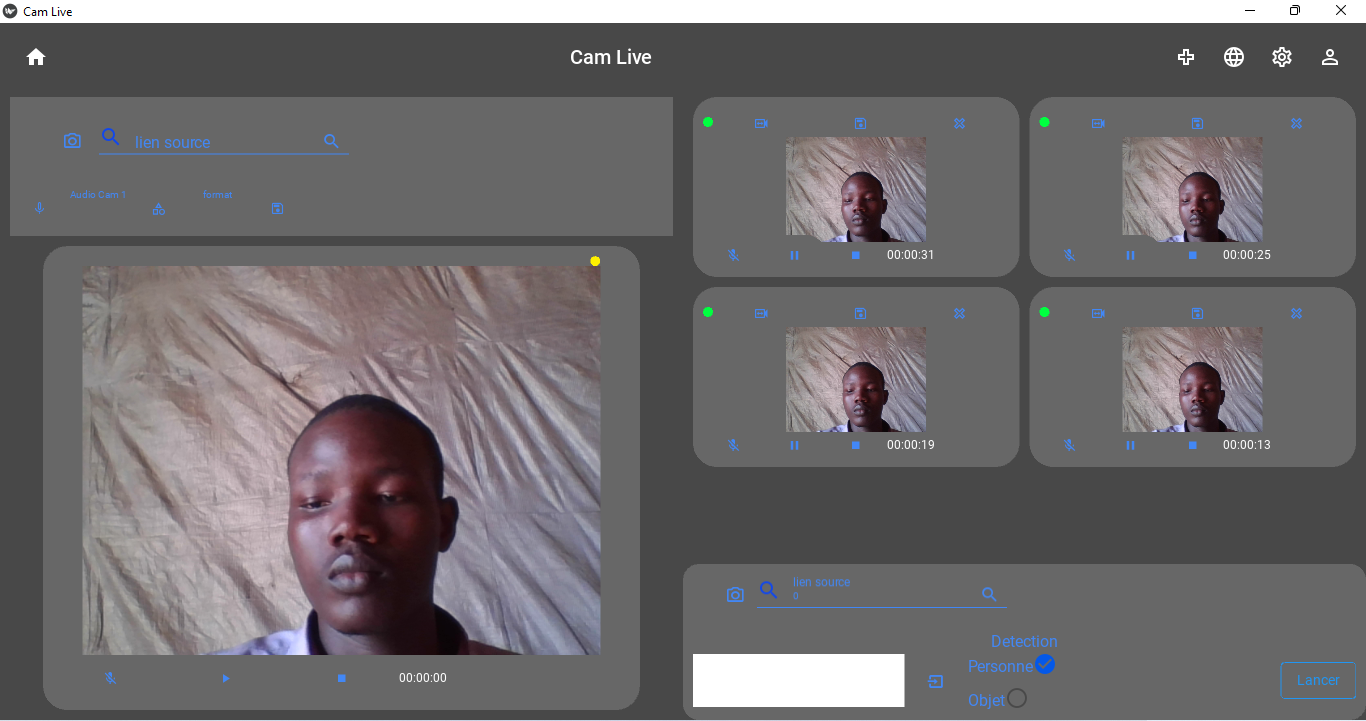 Cam Live
Cam Live
lien source
Audio Cam 1
format
00:00:00
00:00:31
00:00:25
00:00:19
00:00:13
lien source
0
Detection
Personne
Objet
Lancer